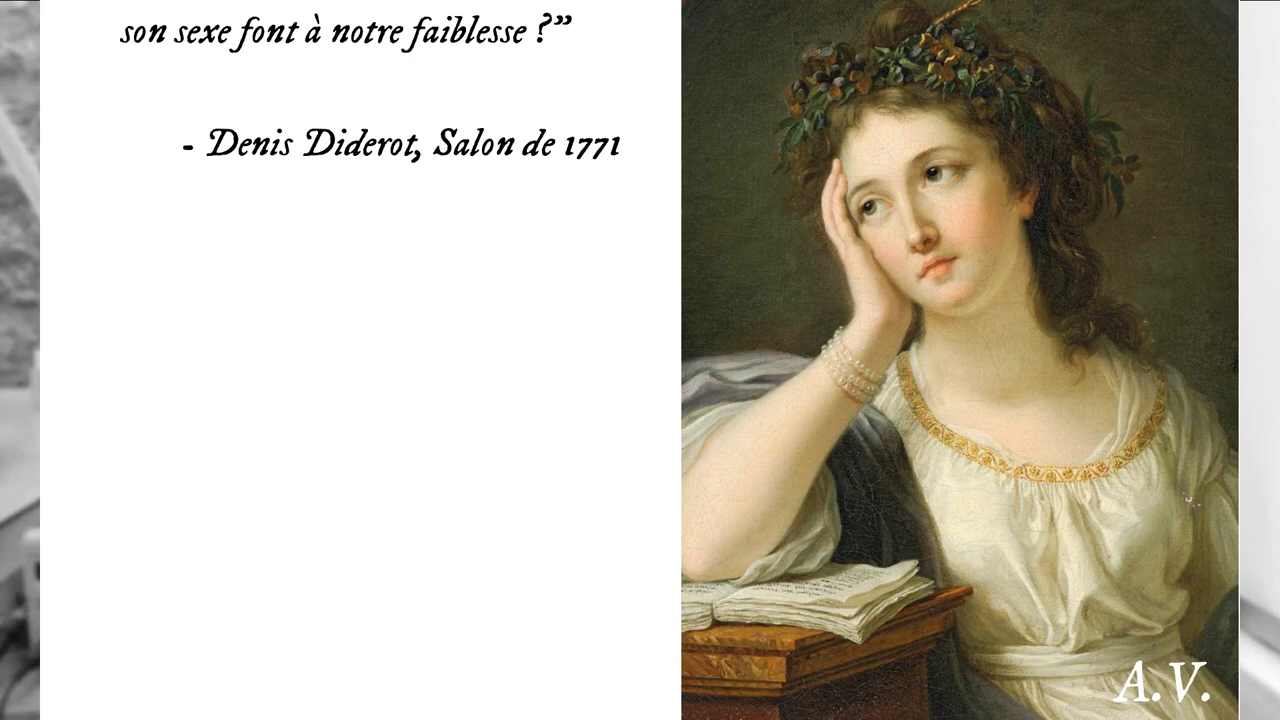 son sexe font à notre faiblesse ?”
- Denis Diderot, Salon de 1771
A.V.